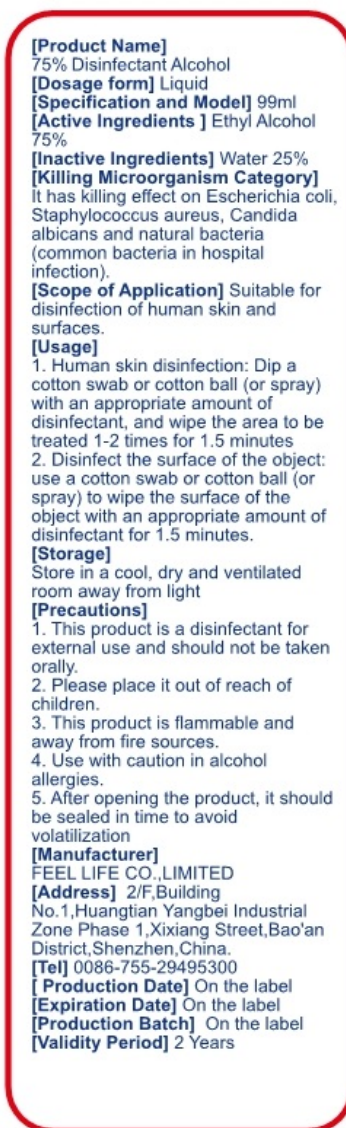 [Product Name]
75% Disinfectant Alcohol
[Dosage form] Liquid
[Specification and Model] 99ml
[Active Ingredients ] Ethyl Alcohol
75%
[Inactive Ingredients] Water 25%
[Killing Microorganism Category]
It has killing effect on Escherichia coli,
Staphylococcus aureus, Candida
albicans and natural bacteria
(common bacteria in hospital
infection).
[Scope of Application] Suitable for
disinfection of human skin and
surfaces.
[Usage]
1. Human skin disinfection: Dip a
cotton swab or cotton ball (or spray)
with an appropriate amount of
disinfectant, and wipe the area to be
treated 1-2 times for 1.5 minutes
2. Disinfect the surface of the object:
use a cotton swab or cotton ball (or
spray) to wipe the surface of the
object with an appropriate amount of
disinfectant for 1.5 minutes.
[Storage]
Store in a cool, dry and ventilated
room away from light
[Precautions]
1. This product is a disinfectant for
external use and should not be taken
orally.
2. Please place it out of reach of
children.
3. This product is flammable and
away from fire sources.
4. Use with caution in alcohol
allergies.
5. After opening the product, it should
be sealed in time to avoid
volatilization
[Manufacturer]
FEEL LIFE CO.,LIMITED
[Address] 2/F,Building
No.1,Huangtian Yangbei Industrial
Zone Phase 1,Xixiang Street,Bao'an
District,Shenzhen,China.
[Tel] 0086-755-29495300
[ Production Date] On the label
[Expiration Date] On the label
[Production Batch] On the label
[Validity Period] 2 Years